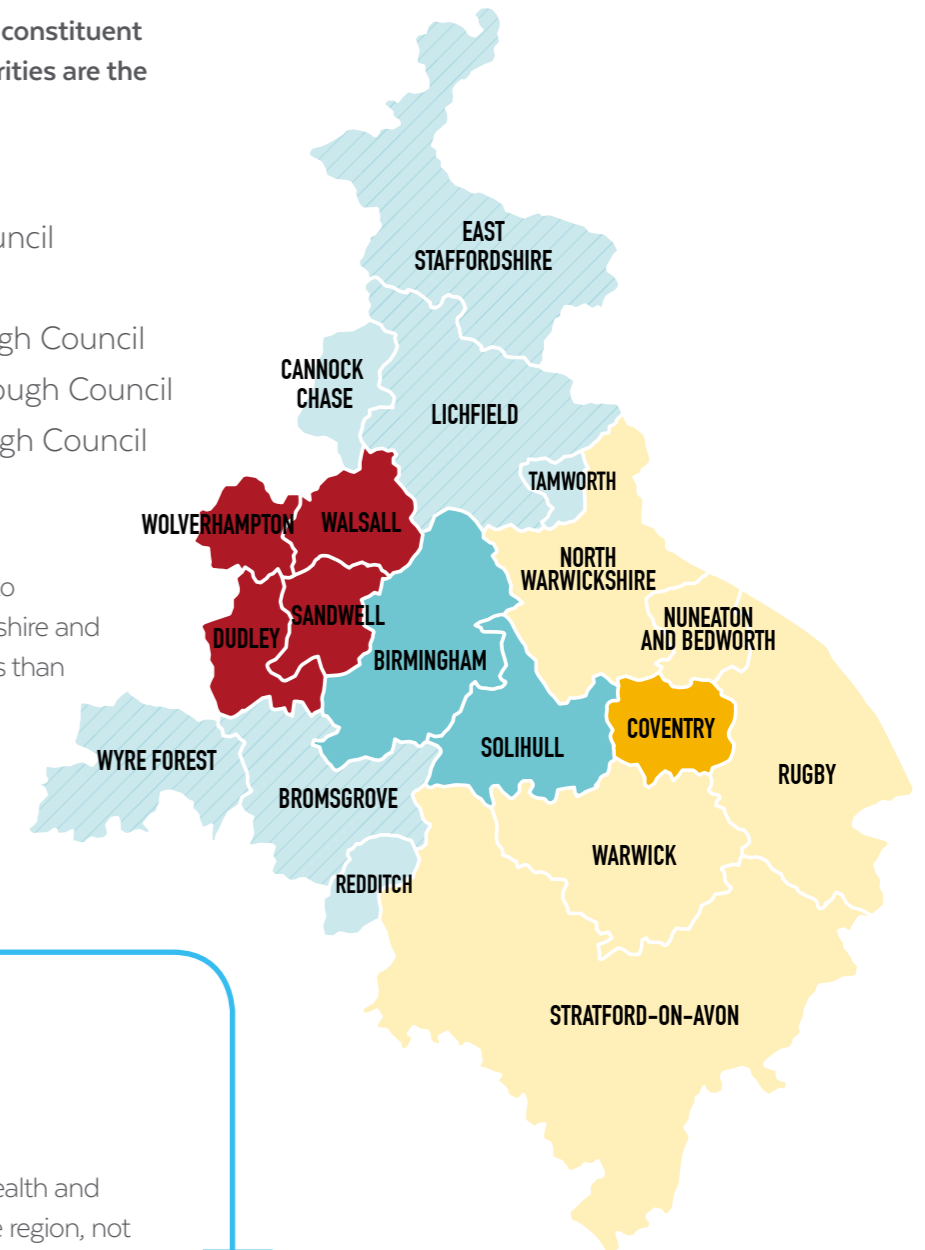 constituent
rities are the
uncil
gh Council
ough Council
gh Council
to
shire and
s than
EAST
STAFFORDSHIRE
CANNOCK
CHASE
LICHFIELD
TAMWORTH
WOLVERHAMPTON
WALSALL
NORTH
WARWICKSHIRE
SANDWELL
DUDLEY
NUNEATON
AND BEDWORTH
BIRMINGHAM
COVENTRY
SOLIHULL
WYRE FOREST
RUGBY
BROMSGROVE
WARWICK
REDDITCH
STRATFORD-ON-AVON
ealth and
e region, not